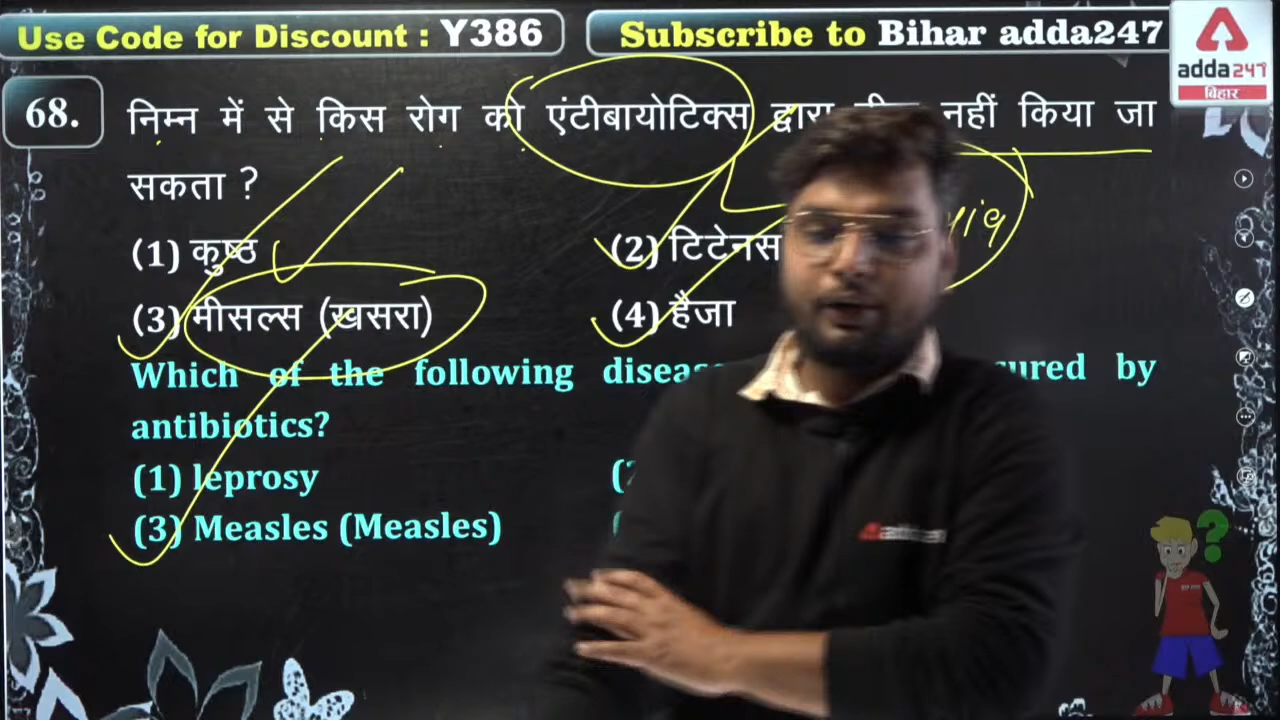 Use Code for Discount : Y386
Subscribe to Bihar adda247
adda247
बिहार
68. निम्न में से किस रोग को एंटीबायोटिक्स द्वारा नहीं किया जा
सकता ?
(1) कुष्ठ (2) टिटेनस
(3) मीसल्स (खसरा) (4) हैजा
Which of the following by
antibiotics?
(1) leprosy
(3) Measles (Measles)